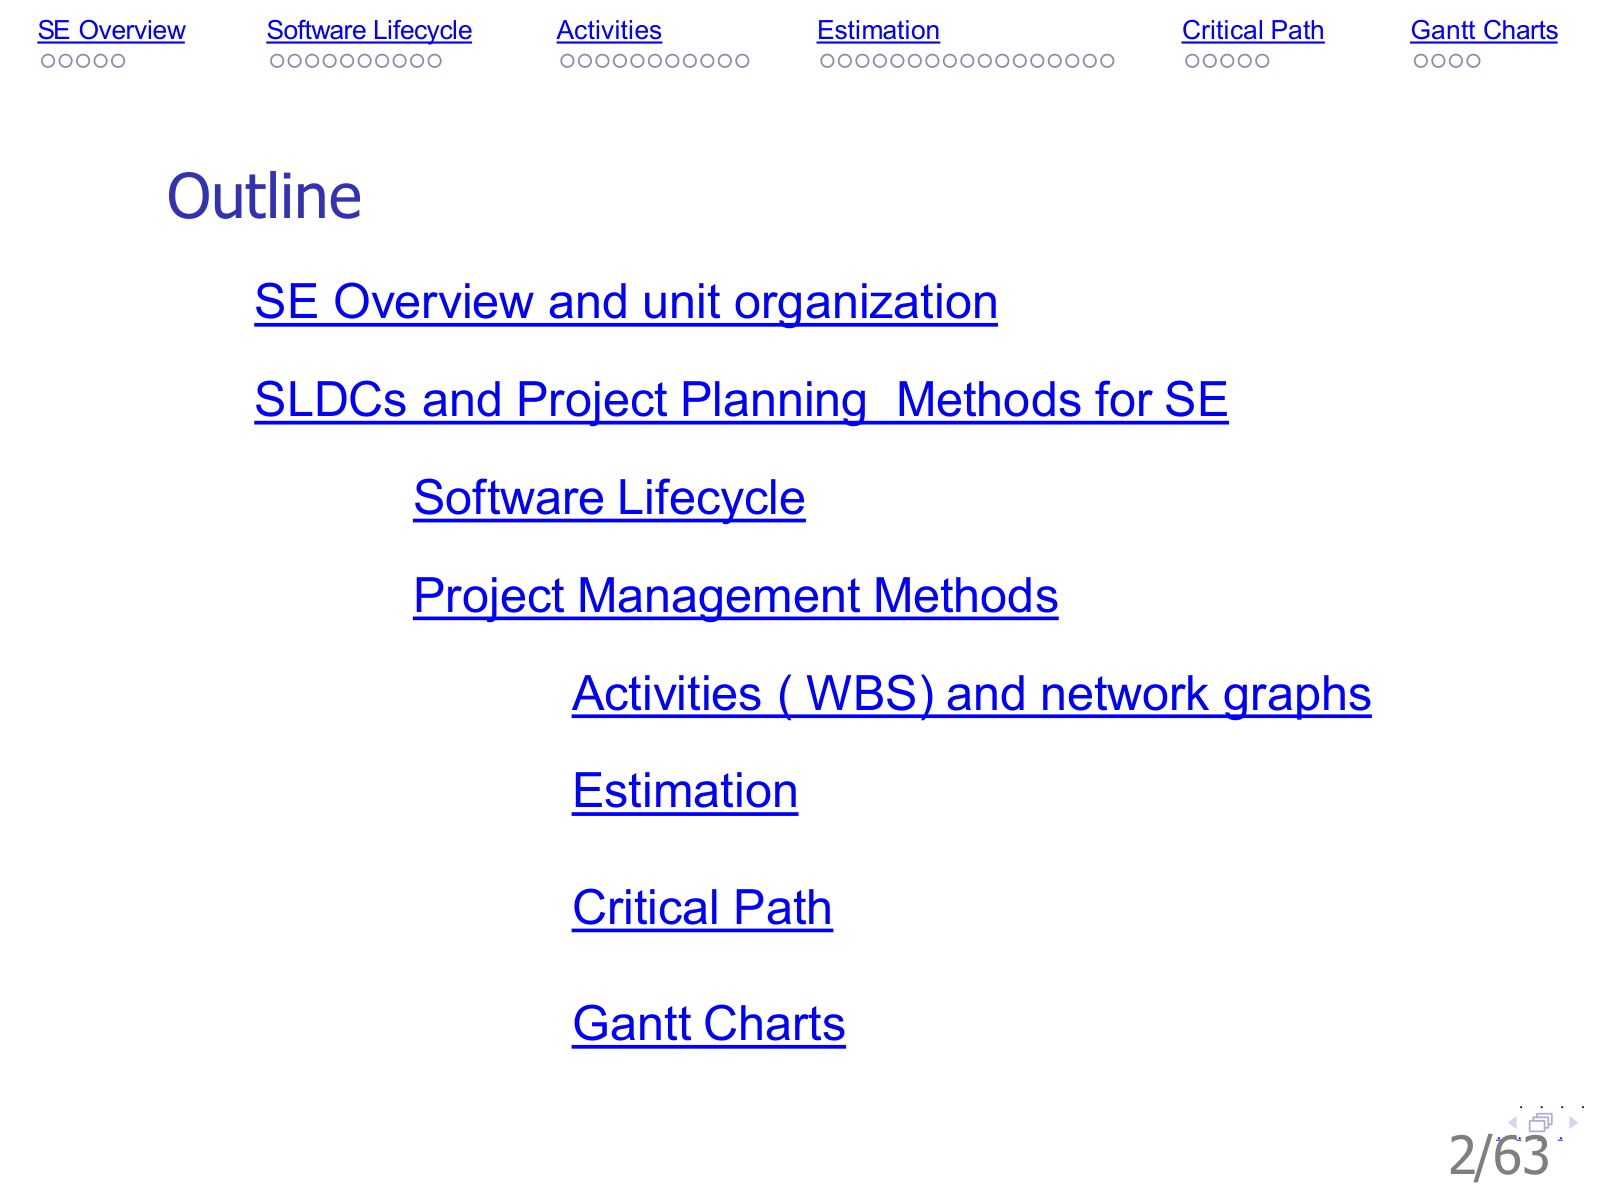 SE Overview Software Lifecycle Activities Estimation Critical Path Gantt Charts
Outline
SE Overview and unit organization
SLDCs and Project Planning  Methods for SE
Software Lifecycle
Project Management Methods
Activities ( WBS) and network graphs
Estimation
Critical Path
Gantt Charts
2/63